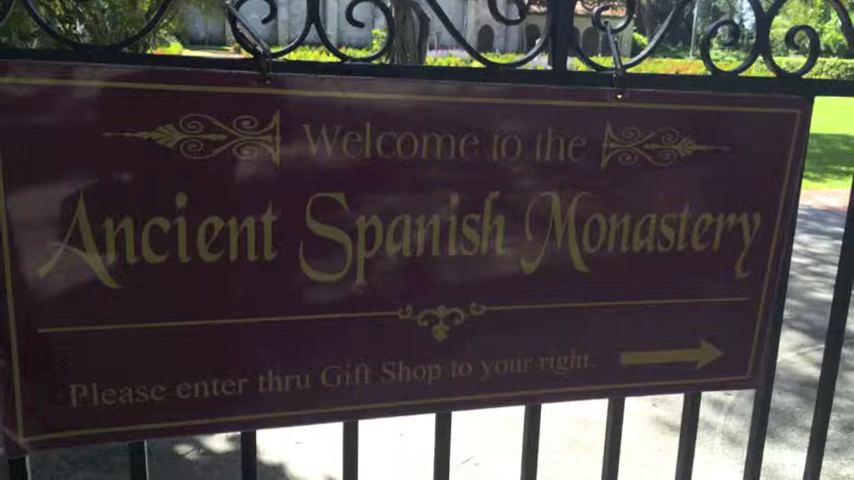 Welcome to the
Ancient Spanish Monastery
Please enter thru Gift Shop to your right.